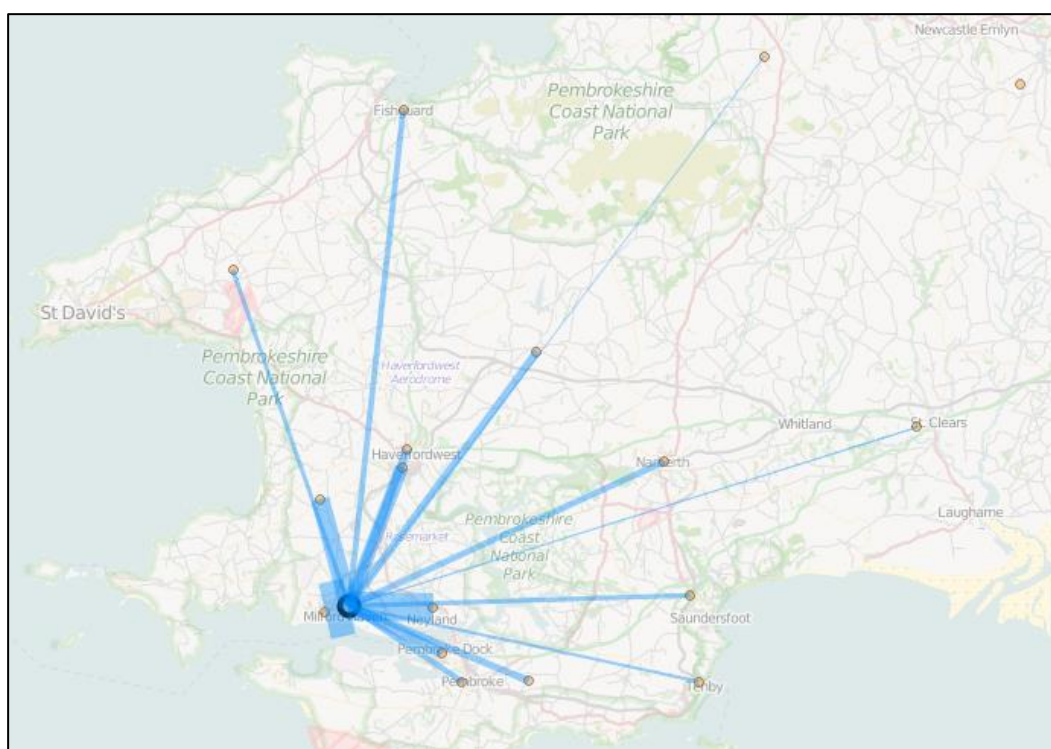 Newcastle Emlyn
Pembrokeshire
Coast National
Park
Fishguard
St David's
Pembrokeshire
Coast National
Park
Haverfordwest
Aerodrome
Whitland
St. Clears
Haverfordwest
Narberth
Laugharne
Pembrokeshire
Coast
National
Park
Rosemarket
Milford Haven
Neyland
Saundersfoot
Pembroke Dock
Pembroke
Tenby